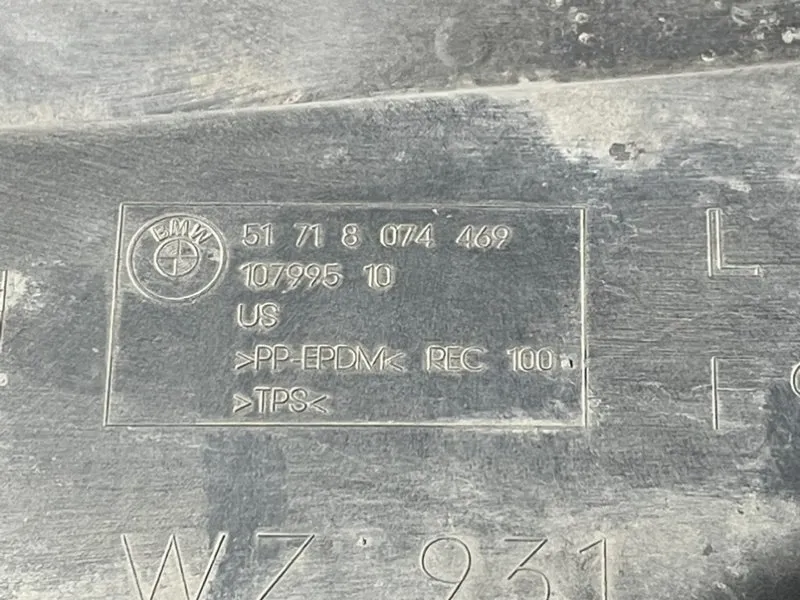 BMW
51 71 8 074 469
107995 10
US
>PP-EPDM< REC 100
>TPS<
L
WZ 931